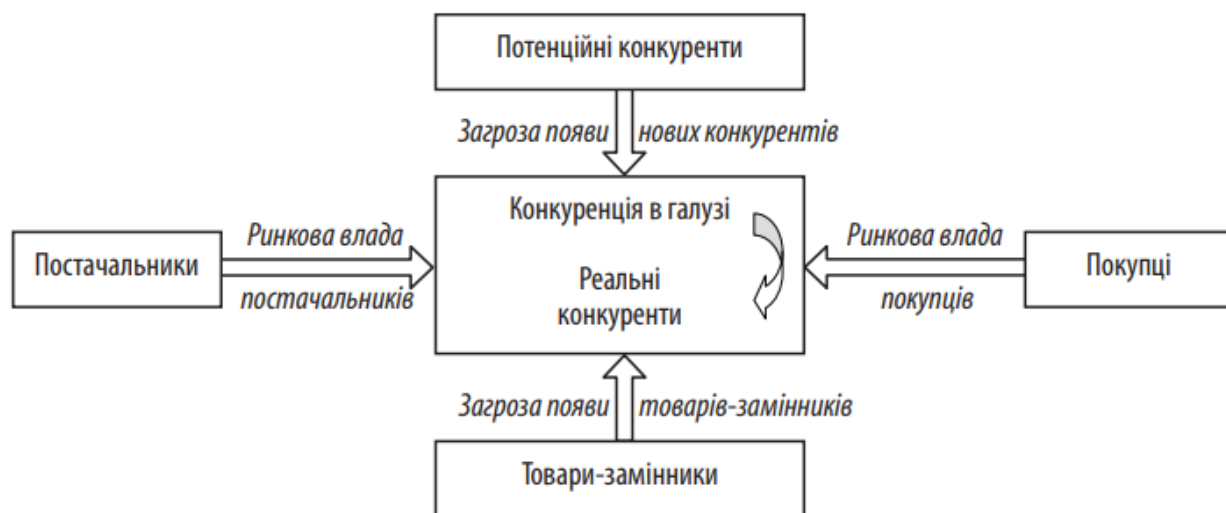 Потенційні конкуренти
Загроза появи нових конкурентів
Конкуренція в галузі
Реальні
конкуренти
Постачальники
Ринкова влада
постачальників
Ринкова влада
покупців
Покупці
Загроза появи товарів-замінників
Товари-замінники